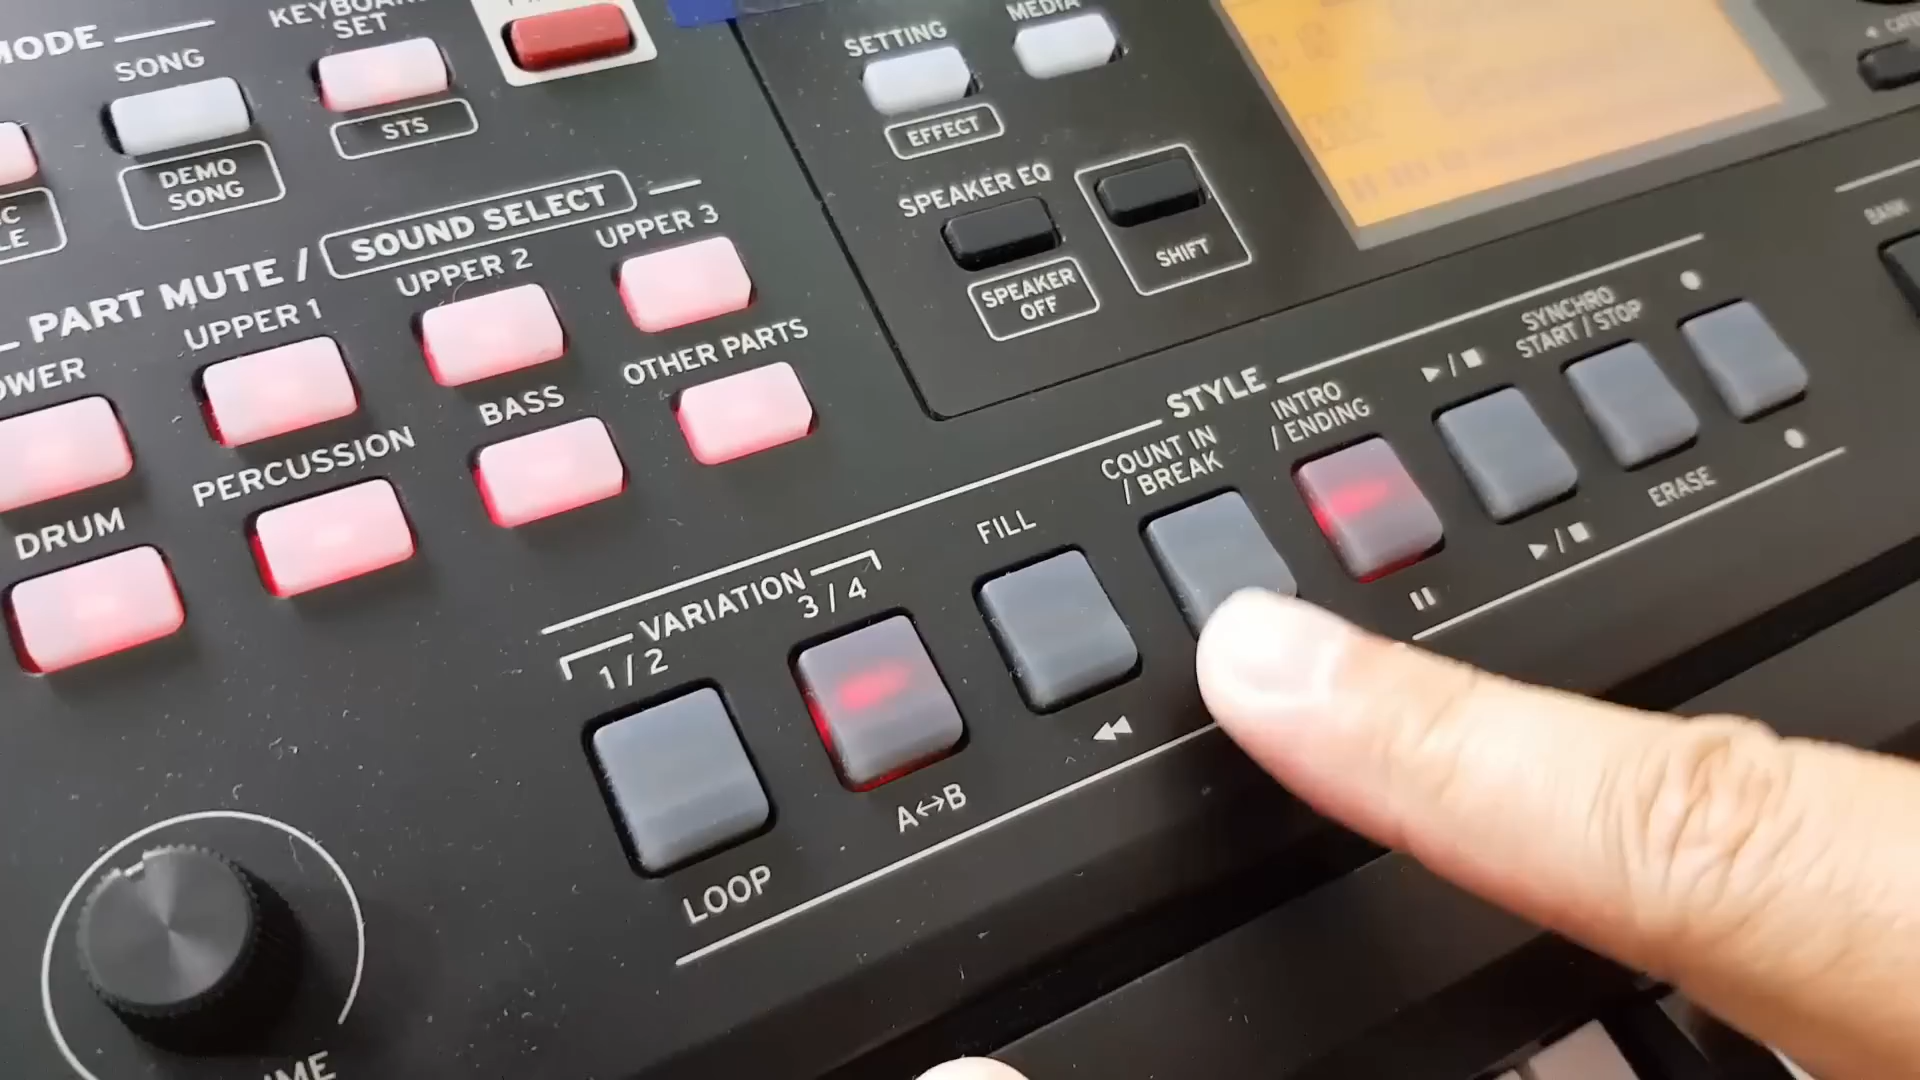 MODE
SONG
DEMO
SONG
SET
STS
PART MUTE / SOUND SELECT
UPPER 1
UPPER 2
UPPER 3
DRUM
PERCUSSION
BASS
OTHER PARTS
SETTING
EFFECT
MEDIA
SPEAKER EQ
SPEAKER
OFF
SHIFT
STYLE
VARIATION
1 / 2
3 / 4
FILL
COUNT IN
/ BREAK
INTRO
/ ENDING
▶ / ■
SYNCHRO
START / STOP
●
LOOP
A↔B
◀◀
▶ / ■
ERASE
●
BANK